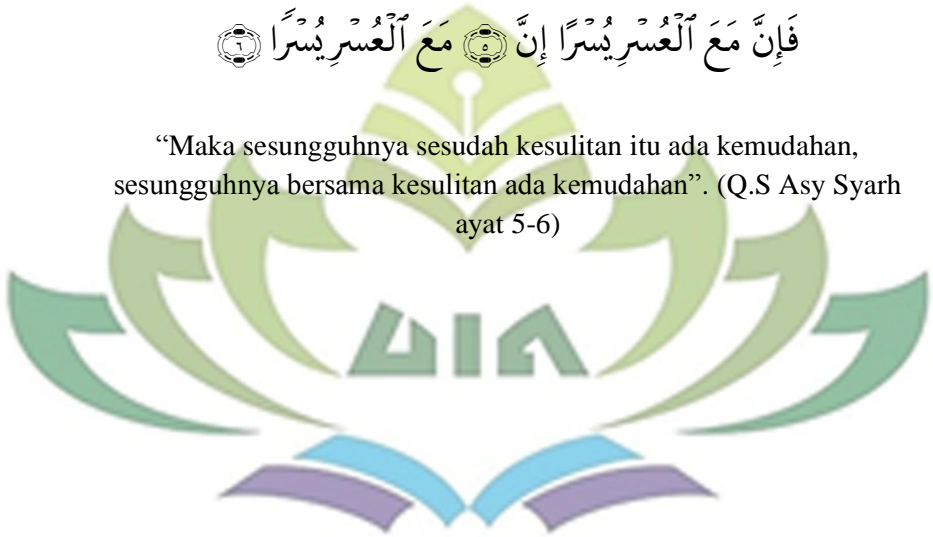 فَإِنَّ مَعَ ٱلْعُسْرِ يُسْرًا إِنَّ ۝٥ مَعَ ٱلْعُسْرِ يُسْرًا ۝٦
“Maka sesungguhnya sesudah kesulitan itu ada kemudahan,
sesungguhnya bersama kesulitan ada kemudahan”. (Q.S Asy Syarh
ayat 5-6)
UIN